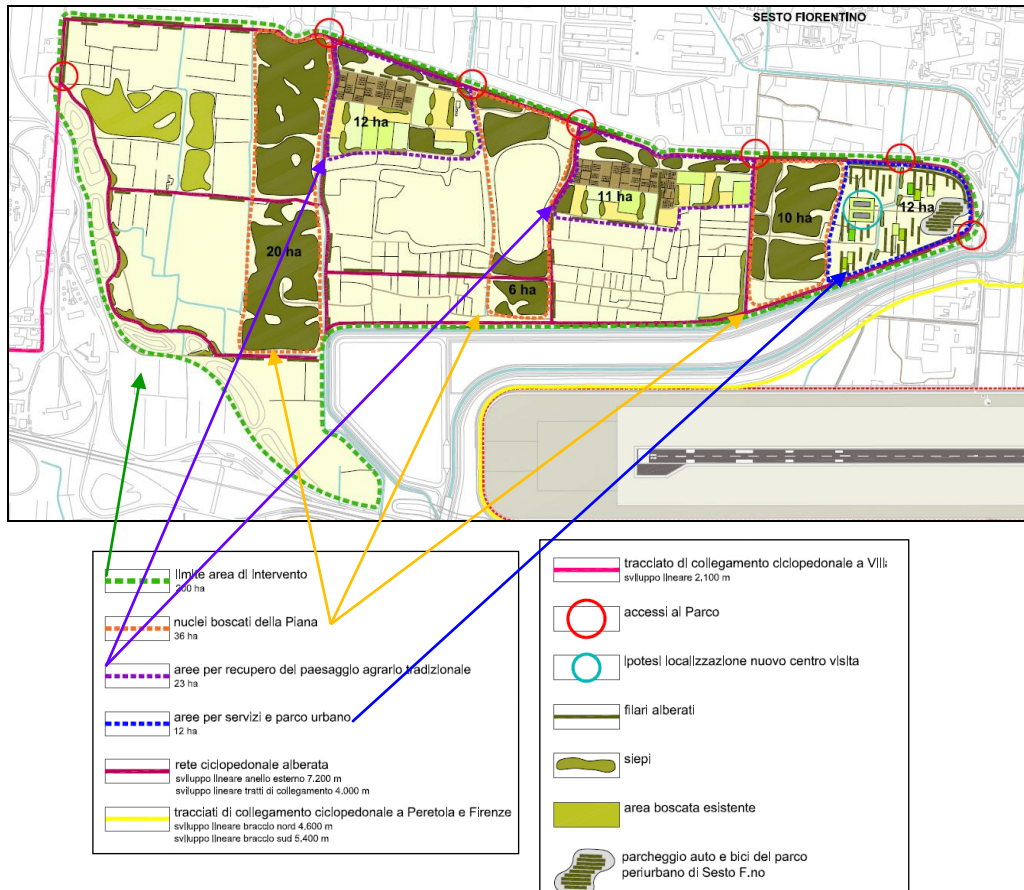 SESTO FIORENTINO
12 ha
11 ha
10 ha
12 ha
20 ha
6 ha
limite area di intervento
200 ha
nuclei boscati della Piana
36 ha
aree per recupero del paesaggio agrario tradizionale
23 ha
aree per servizi e parco urbano
12 ha
rete ciclopedonale alberata
sviluppo lineare anello esterno 7.200 m
sviluppo lineare tratti di collegamento 4.000 m
tracciati di collegamento ciclopedonale a Peretola e Firenze
sviluppo lineare braccio nord 4,600 m
sviluppo lineare braccio sud 5,400 m
tracciato di collegamento ciclopedonale a
sviluppo lineare 2,100 m
accessi al Parco
ipotesi localizzazione nuovo centro visita
filari alberati
siepi
area boscata esistente
parcheggio auto e bici del parco
periurbano di Sesto F.no